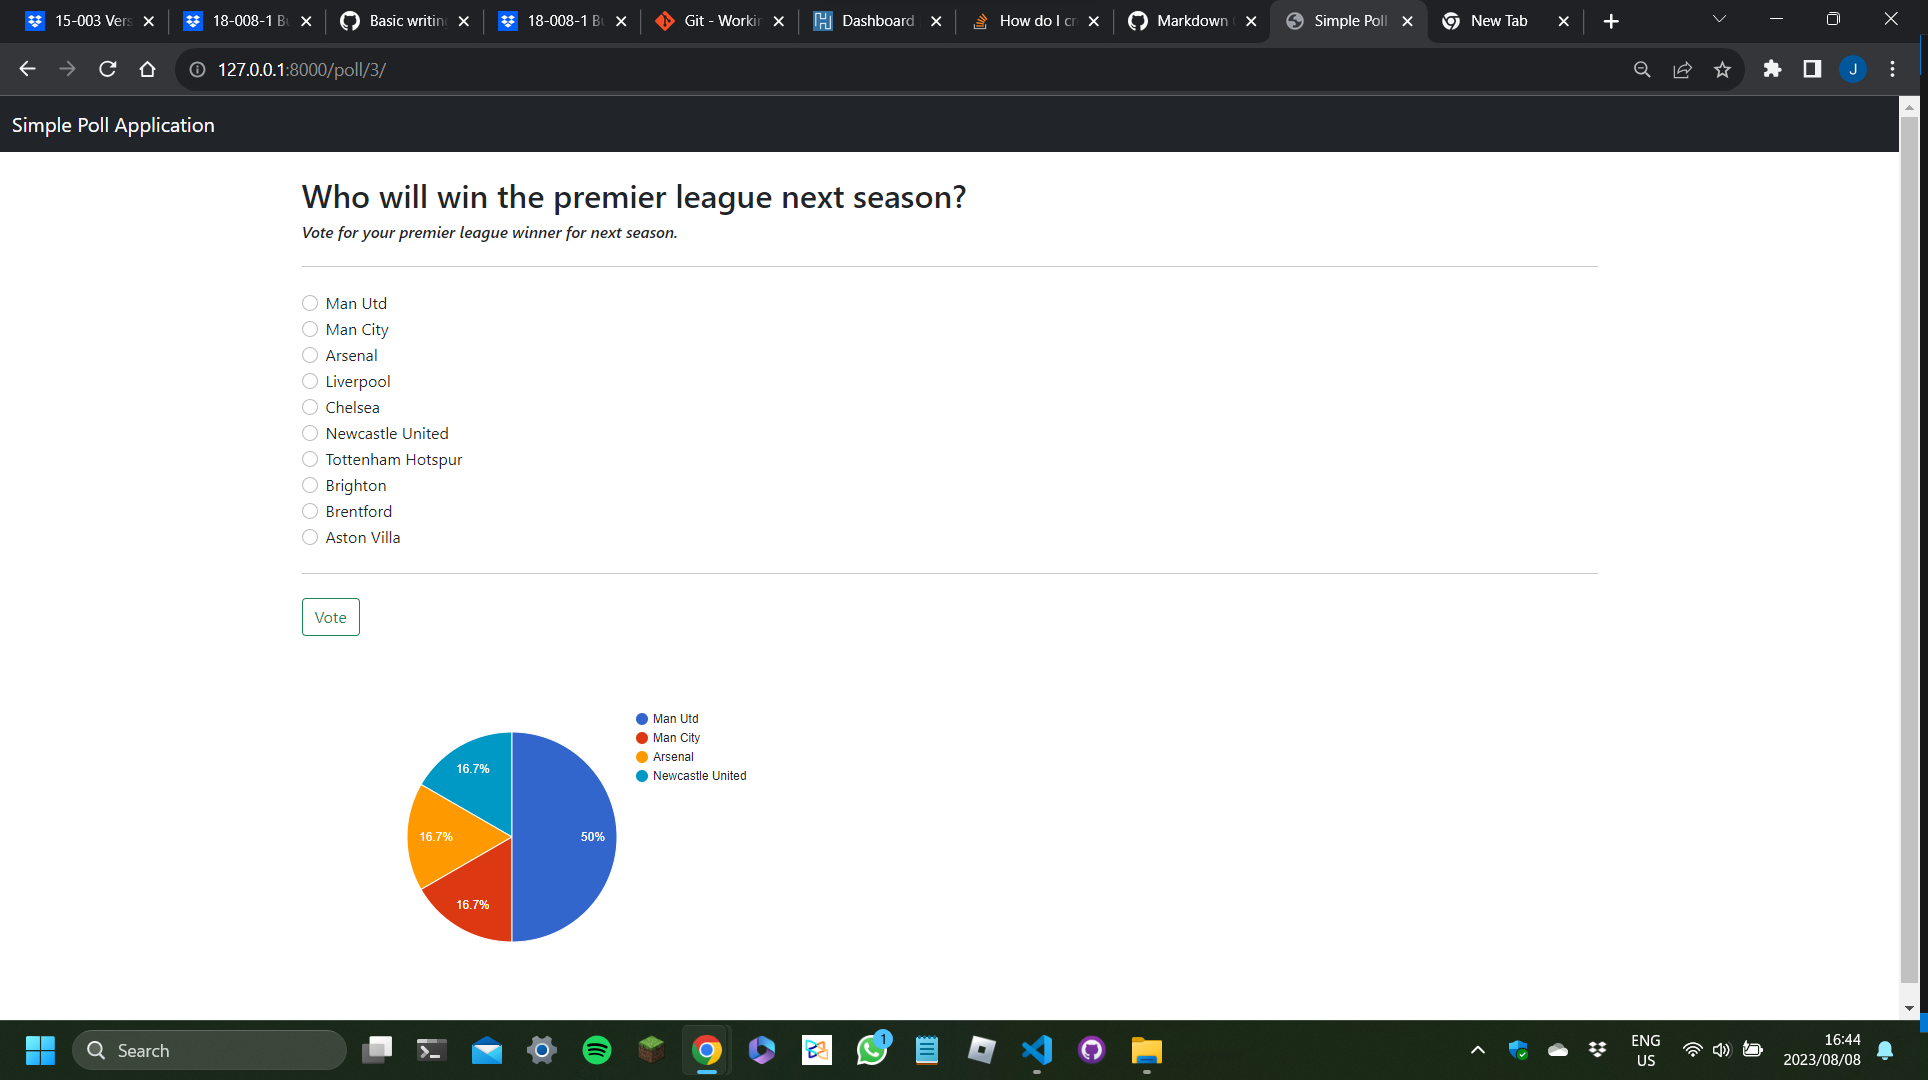 15-003 Vers
18-008-1 Bu
Basic writin
18-008-1 Bu
Git - Workin
Dashboard
How do I cr
Markdown
Simple Poll
New Tab
127.0.0.1:8000/poll/3/
J
Simple Poll Application
Who will win the premier league next season?
Vote for your premier league winner for next season.
Man Utd
Man City
Arsenal
Liverpool
Chelsea
Newcastle United
Tottenham Hotspur
Brighton
Brentford
Aston Villa
Vote
Man Utd
Man City
Arsenal
Newcastle United
16.7%
16.7%
50%
16.7%
Search
1
ENG
US
16:44
2023/08/08